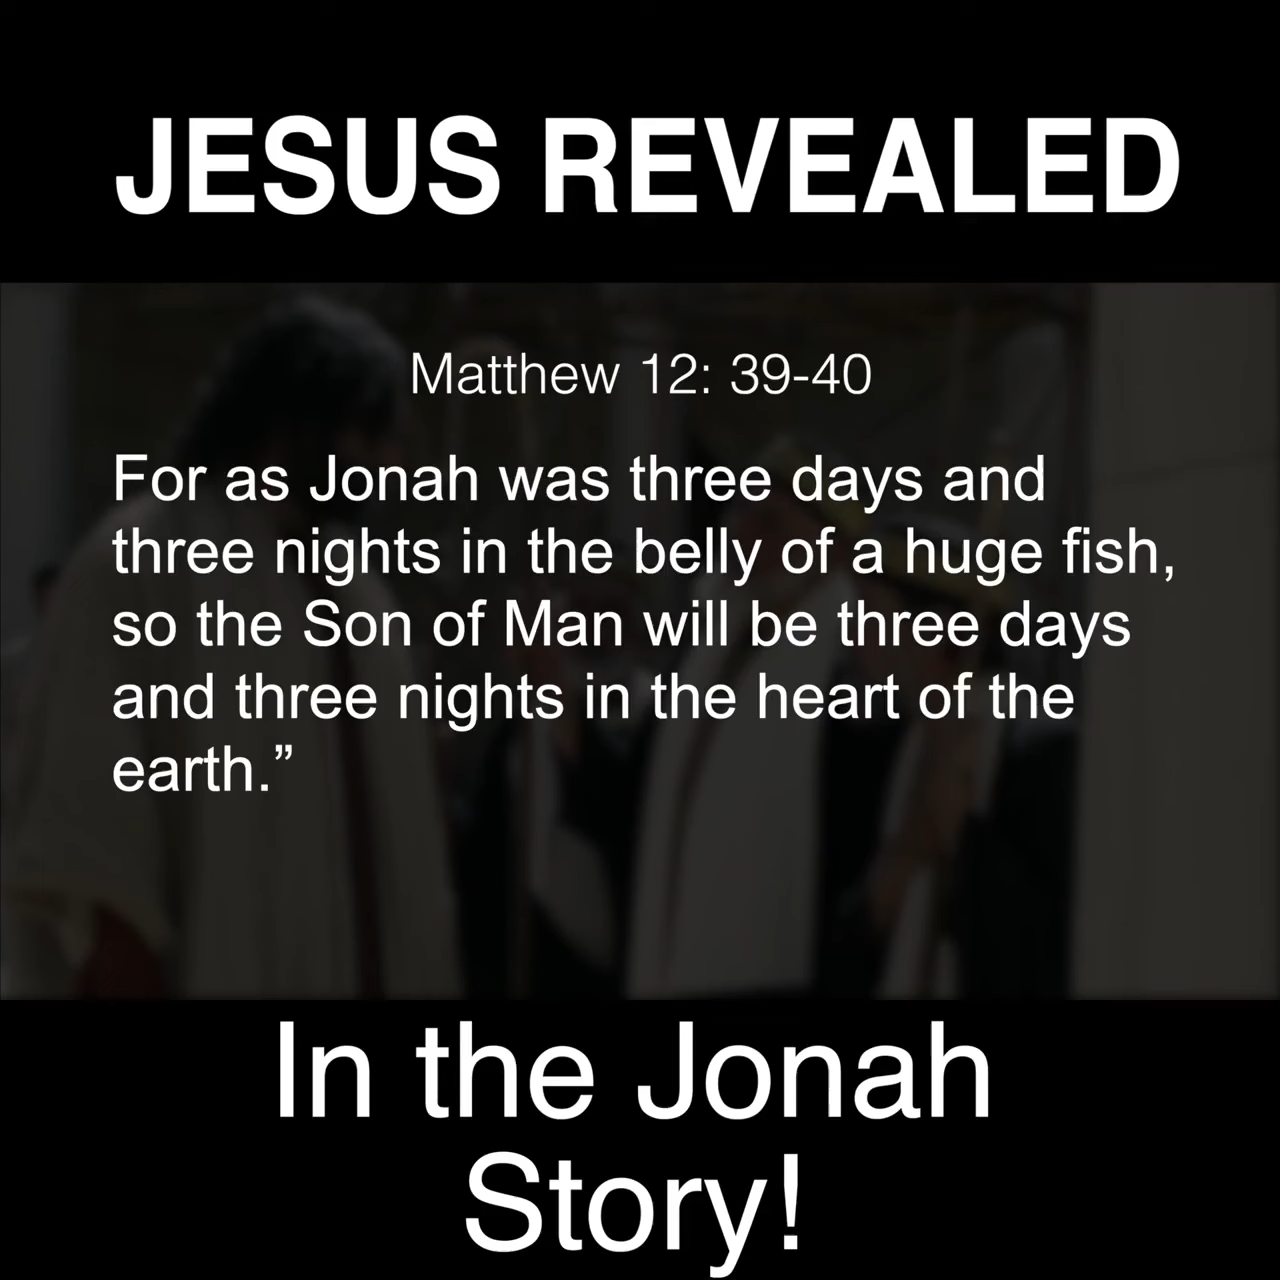 JESUS REVEALED
Matthew 12: 39-40
For as Jonah was three days and
three nights in the belly of a huge fish,
so the Son of Man will be three days
and three nights in the heart of the
earth.”
In the Jonah
Story!